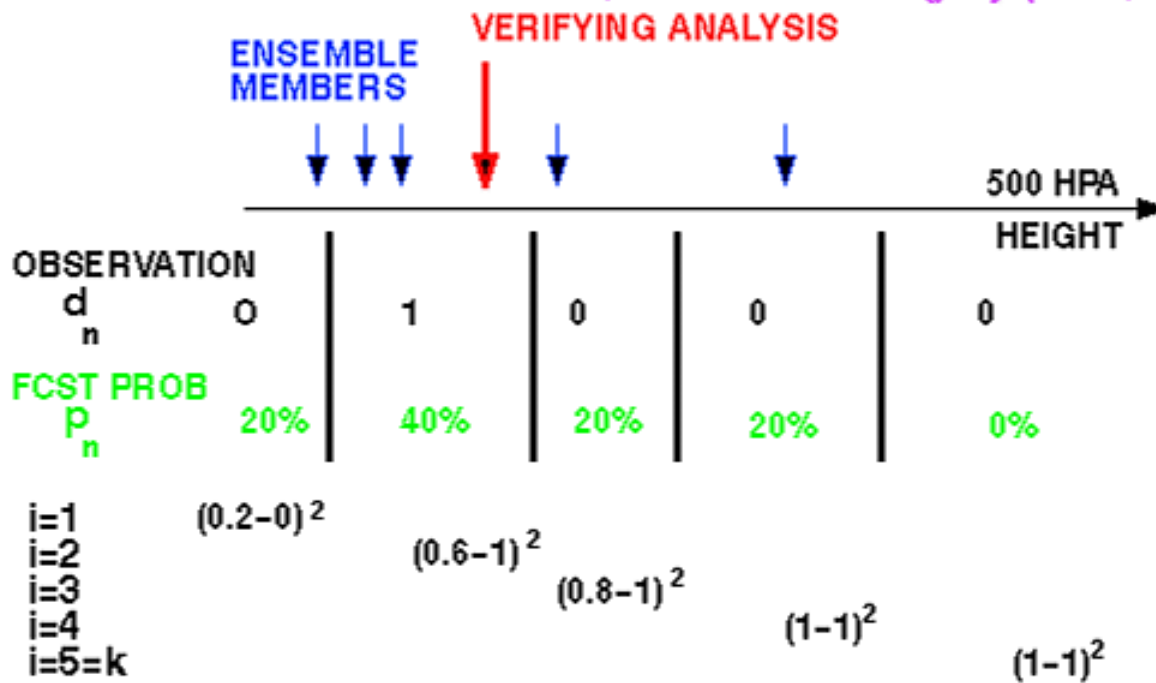 VERIFYING ANALYSIS
ENSEMBLE
MEMBERS
500 HPA
HEIGHT
OBSERVATION
d n 0 1 0 0 0
FCST PROB
p n 20% 40% 20% 20% 0%
i=1 (0.2-0)²
i=2 (0.6-1)²
i=3 (0.8-1)²
i=4 (1-1)²
i=5=k (1-1)²